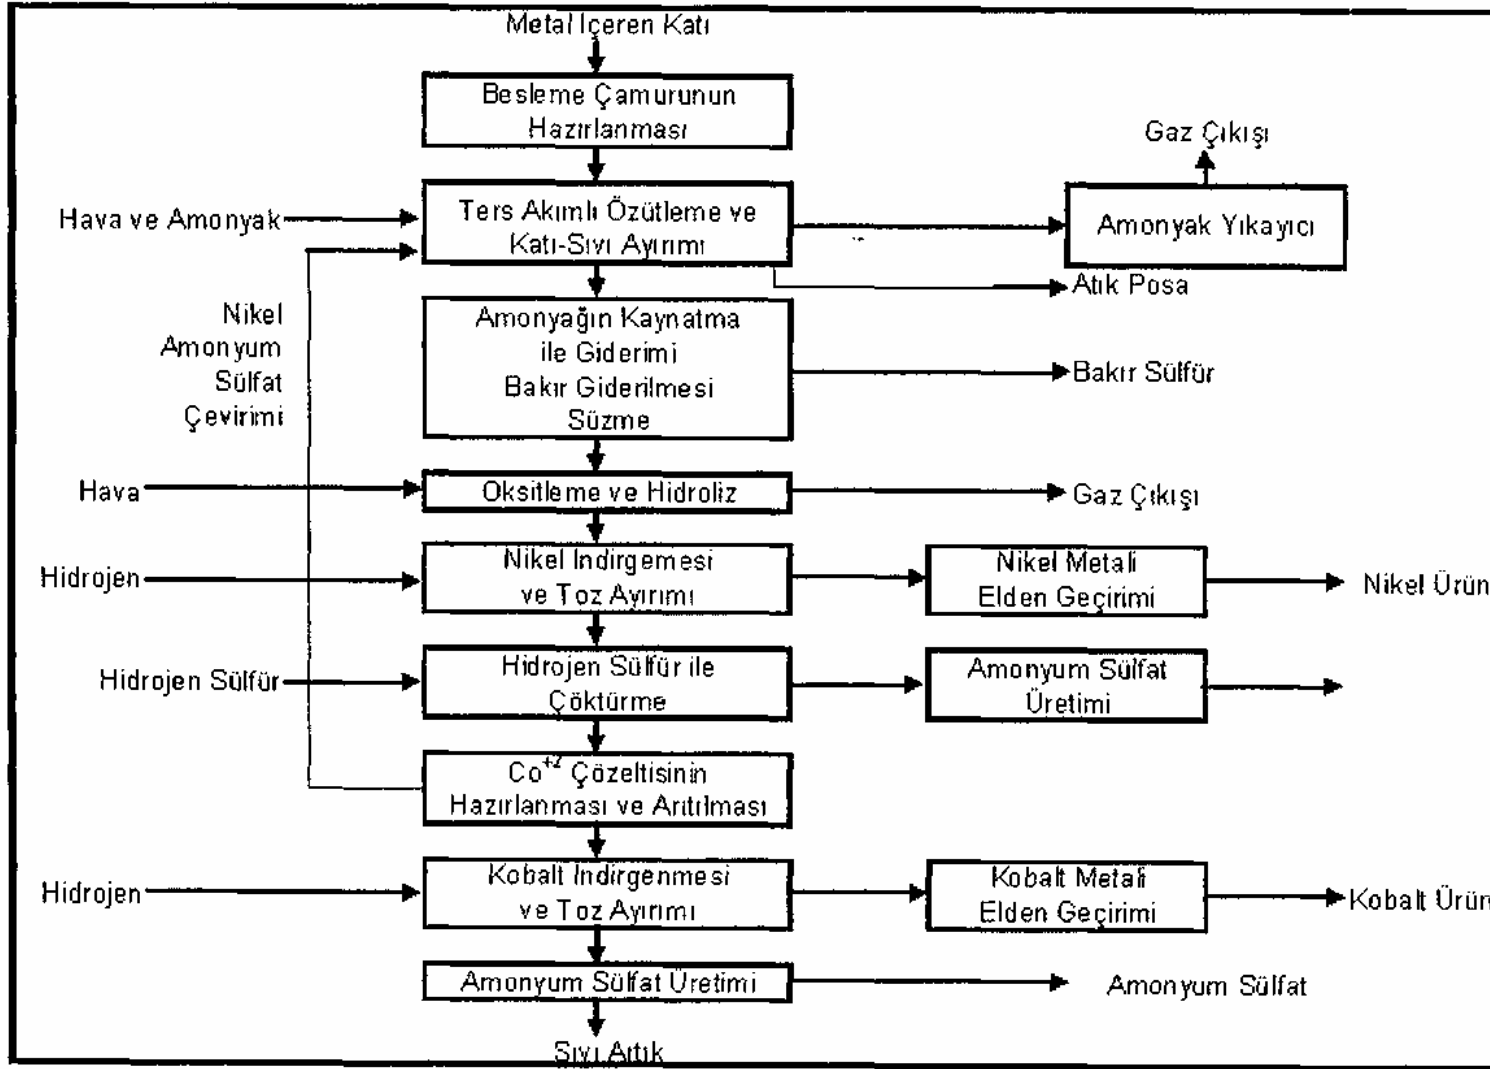 Metal İçeren Katı
Besleme Çamurunun
Hazırlanması
Gaz Çıkışı
Hava ve Amonyak
Ters Akımlı Özütleme ve
Katı-Sıvı Ayırımı
Amonyak Yıkayıcı
Atık Posa
Nikel
Amonyum
Sülfat
Çevirimi
Amonyağın Kaynatma
ile Giderimi
Bakır Giderilmesi
Süzme
Bakır Sülfür
Hava
Oksitleme ve Hidroliz
Gaz Çıkışı
Hidrojen
Nikel İndirgemesi
ve Toz Ayırımı
Nikel Metali
Elden Geçirimi
Nikel Ürün
Hidrojen Sülfür
Hidrojen Sülfür ile
Çöktürme
Amonyum Sülfat
Üretimi
Co+2 Çözeltisinin
Hazırlanması ve Arıtılması
Hidrojen
Kobalt İndirgenmesi
ve Toz Ayırımı
Kobalt Metali
Elden Geçirimi
Kobalt Ürün
Amonyum Sülfat Üretimi
Amonyum Sülfat
Sıvı Artık